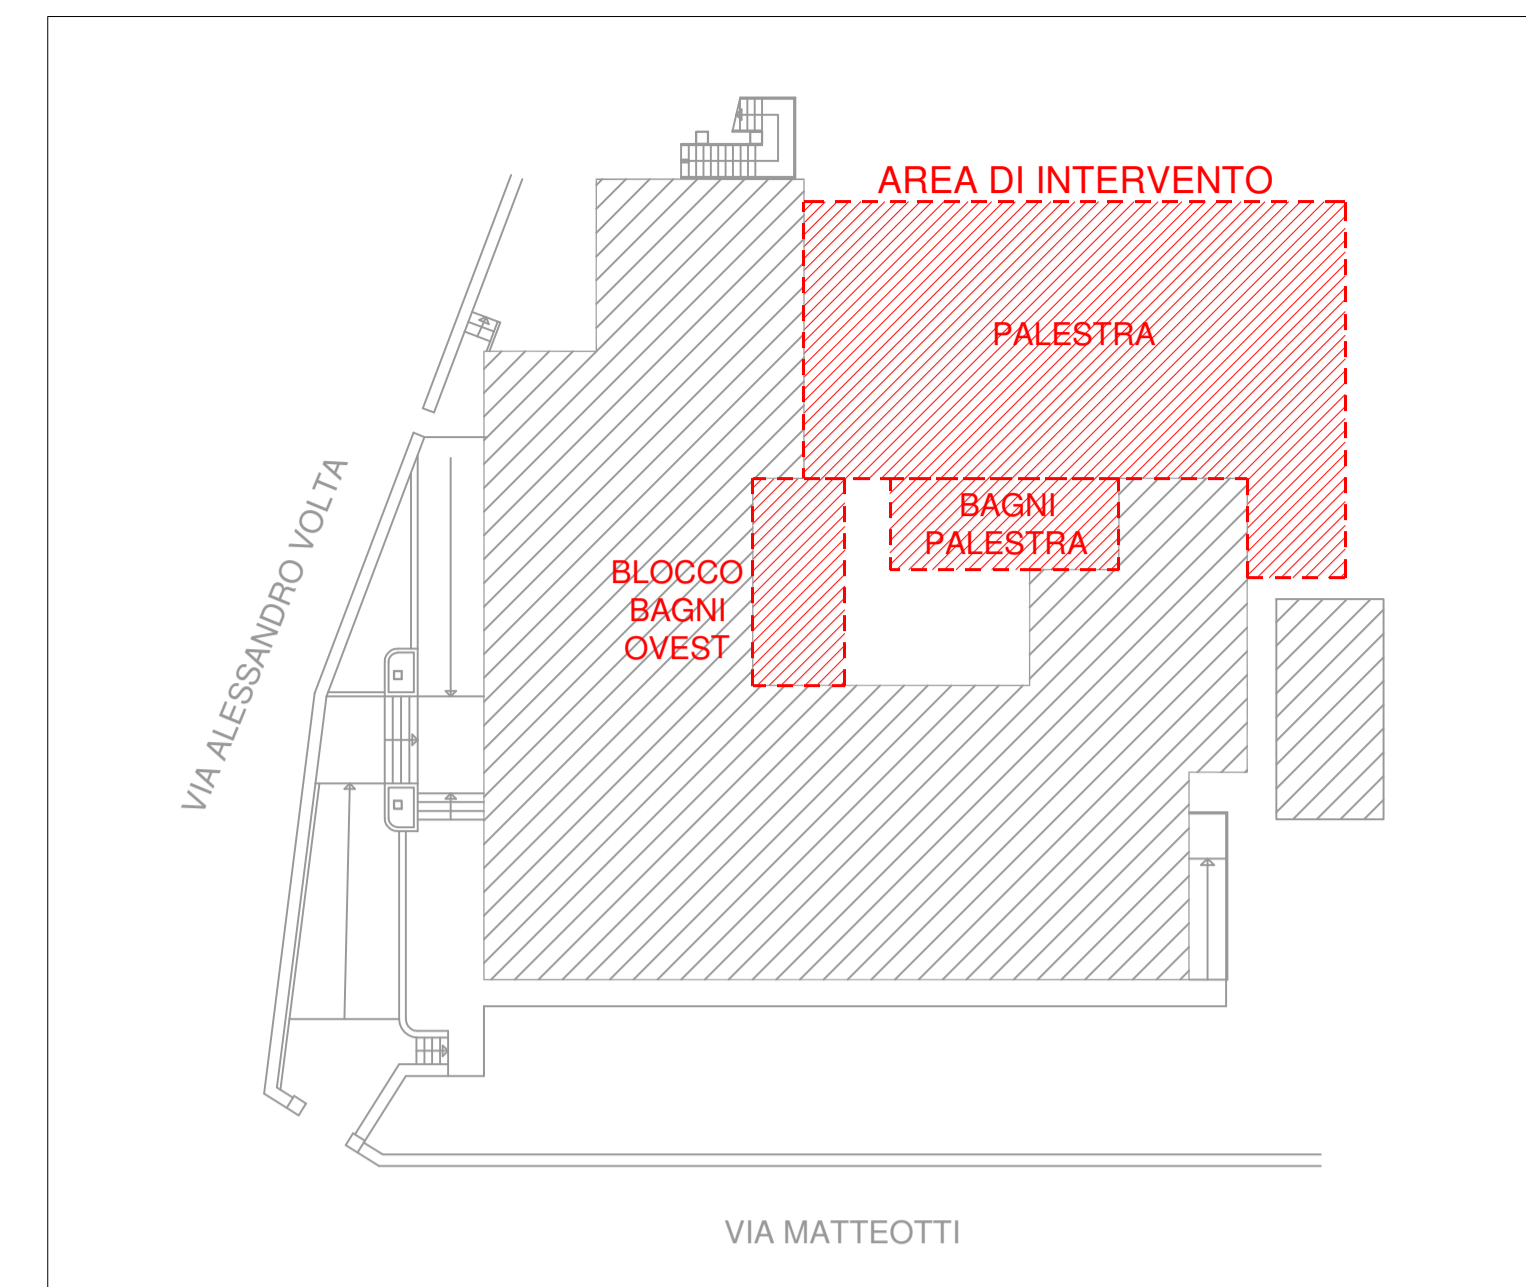 AREA DI INTERVENTO
PALESTRA
BAGNI
PALESTRA
BLOCCO
BAGNI
OVEST
VIA ALESSANDRO VOLTA
VIA MATTEOTTI